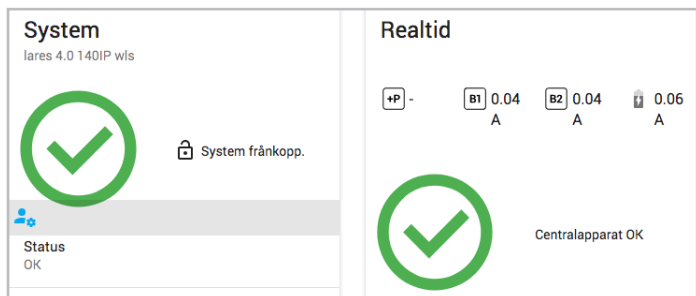 System
lares 4.0 140IP wls
System frånkopp.
Status
OK
Realtid
+P -
B1 0.04 A
B2 0.04 A
0.06 A
Centralapparat OK